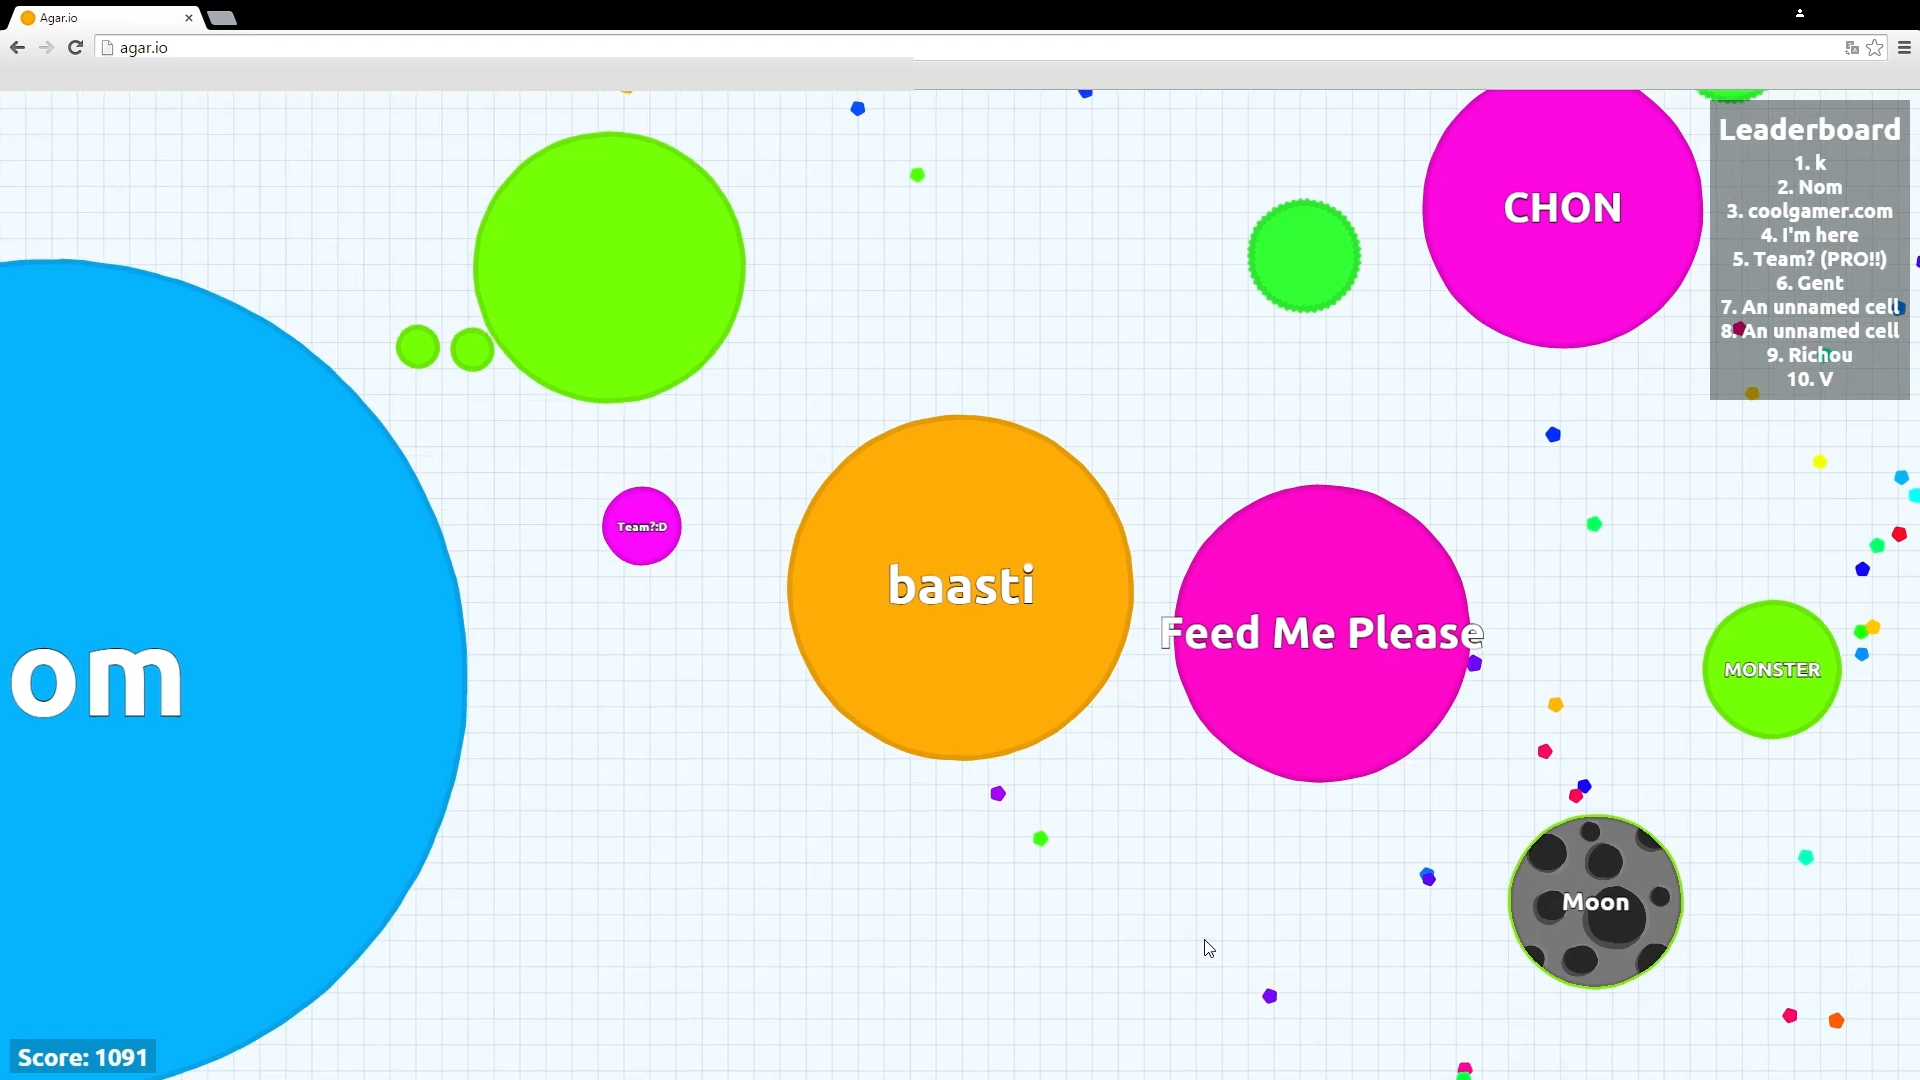 Agar.io
agar.io
CHON
Leaderboard
1. k
2. Nom
3. coolgamer.com
4. I'm here
5. Team? (PRO!!)
6. Gent
7. An unnamed cell
8. An unnamed cell
9. Richou
10. V
Team?:D
baasti
Feed Me Please
om
MONSTER
Moon
Score: 1091